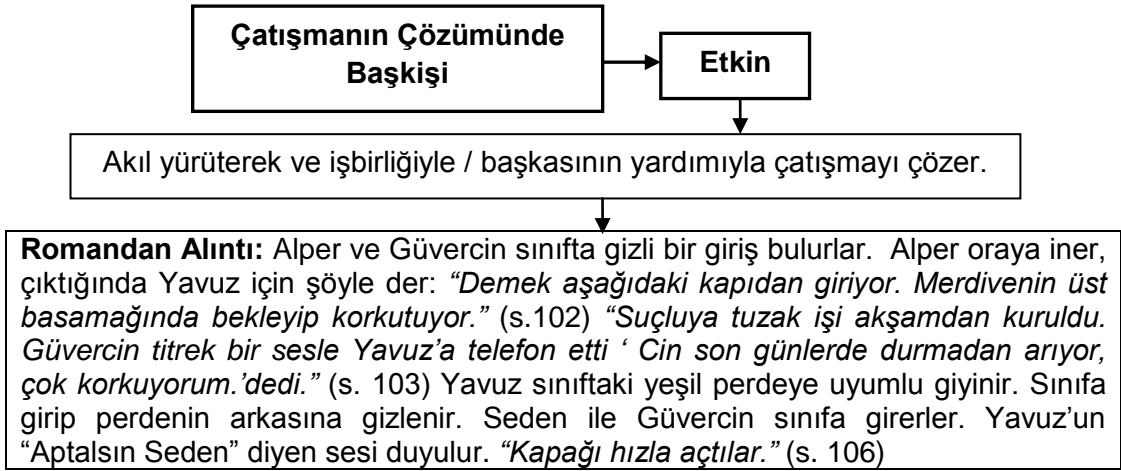 Çatışmanın Çözümünde
Başkişi
Etkin
Akıl yürüterek ve işbirliğiyle / başkasının yardımıyla çatışmayı çözer.
Romandan Alıntı: Alper ve Güvercin sınıfta gizli bir giriş bulurlar. Alper oraya iner,
çıktığında Yavuz için şöyle der: “Demek aşağıdaki kapıdan giriyor. Merdivenin üst
basamağında bekleyip korkutuyor.” (s.102) “Suçluya tuzak işi akşamdan kuruldu.
Güvercin titrek bir sesle Yavuz’a telefon etti ‘ Cin son günlerde durmadan arıyor,
çok korkuyorum.’dedi.” (s. 103) Yavuz sınıftaki yeşil perdeye uyumlu giyinir. Sınıfa
girip perdenin arkasına gizlenir. Seden ile Güvercin sınıfa girerler. Yavuz’un
“Aptalsın Seden” diyen sesi duyulur. “Kapağı hızla açtılar.” (s. 106)